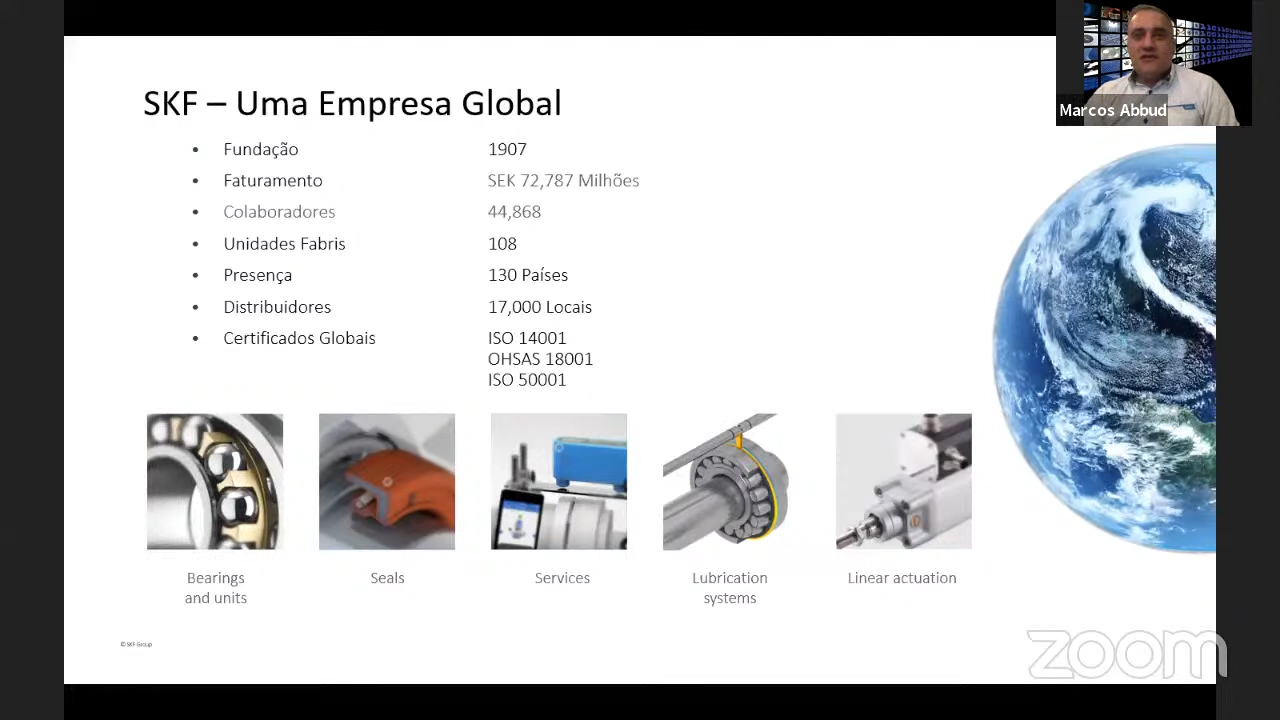 SKF – Uma Empresa Global
Marcos Abbud
• Fundação 1907
• Faturamento SEK 72,787 Milhões
• Colaboradores 44,868
• Unidades Fabris 108
• Presença 130 Países
• Distribuidores 17,000 Locais
• Certificados Globais ISO 14001
OHSAS 18001
ISO 50001
Bearings
and units
Seals
Services
Lubrication
systems
Linear actuation
© SKF Group
zoom